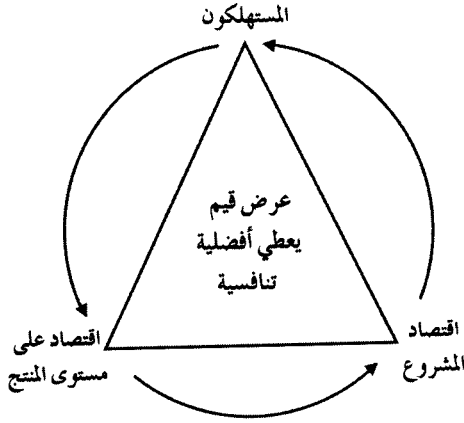 المستهلكون
عرض قيم
يعطي أفضلية
تنافسية
اقتصاد
المشروع
اقتصاد على
مستوى المنتج